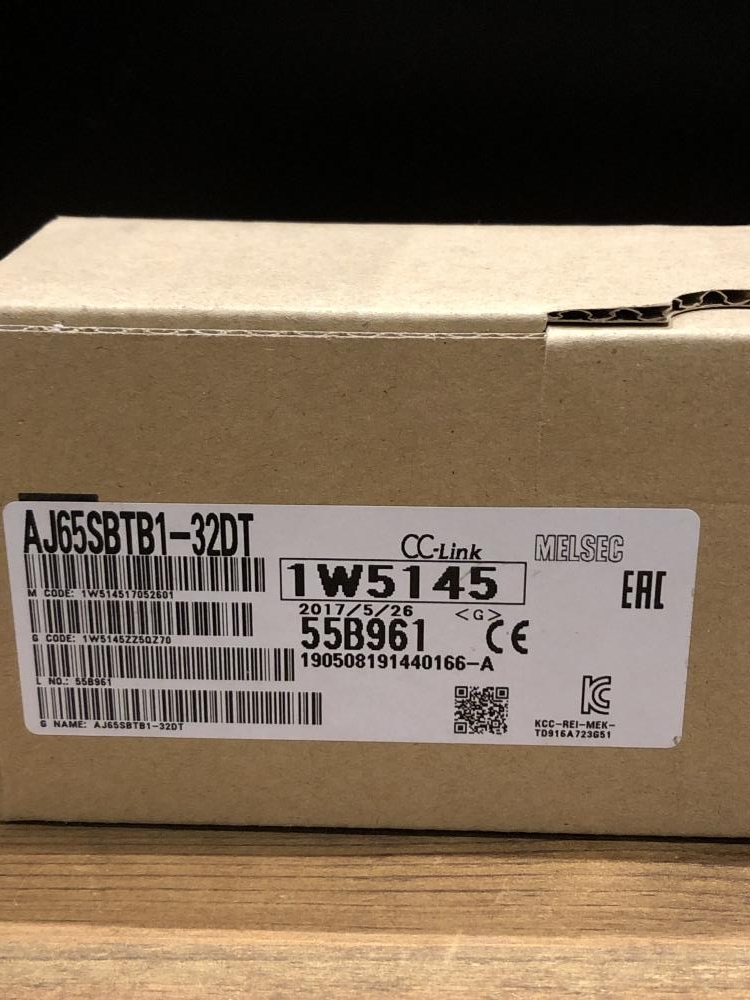 AJ65SBTB1-32DT
CC-Link
MELSEC
M CODE: 1W514517052601
1W5145
EAC
2017/5/26
<G>
G CODE: 1W5145ZZ5QZ70
55B961
CE
190508191440166-A
L NO.: 55B961
G NAME: AJ65SBTB1-32DT
KCC-REI-MEK-
TD916A723G51